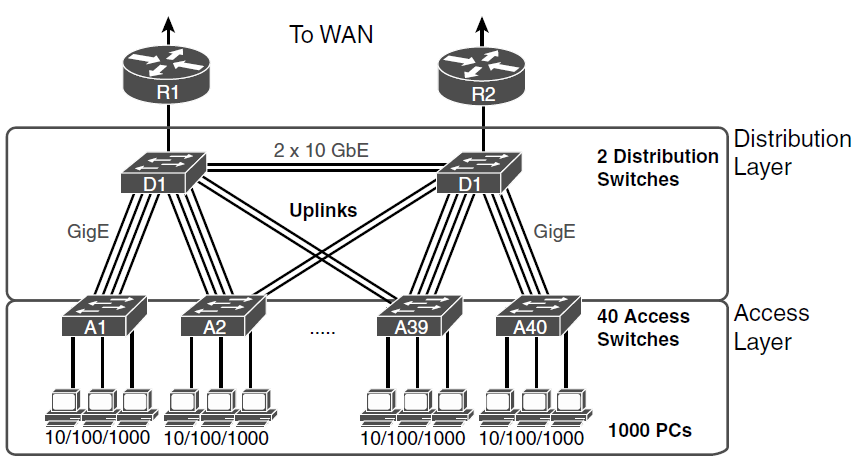 To WAN
R1
R2
Distribution
Layer
2 x 10 GbE
2 Distribution
Switches
D1
D1
Uplinks
GigE
GigE
Access
Layer
40 Access
Switches
A1
A2
.....
A39
A40
10/100/1000
10/100/1000
10/100/1000
10/100/1000
1000 PCs